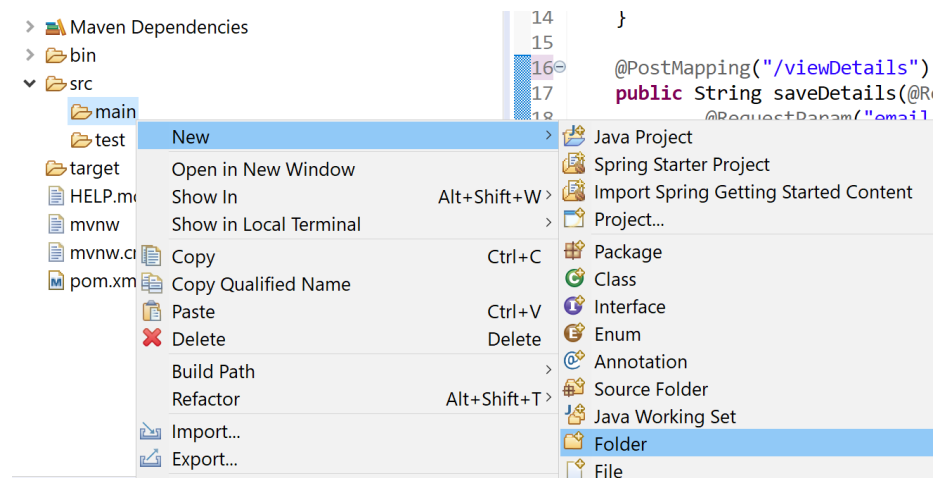 Maven Dependencies
bin
src
main
test
target
HELP.m
mvnw
mvnw.c
pom.xm
14 }
15
16 @PostMapping("/viewDetails")
17 public String saveDetails(@R
18 @RequestParam("email
New
Open in New Window
Show In Alt+Shift+W
Show in Local Terminal
Copy Ctrl+C
Copy Qualified Name
Paste Ctrl+V
Delete Delete
Build Path
Refactor Alt+Shift+T
Import...
Export...
Java Project
Spring Starter Project
Import Spring Getting Started Content
Project...
Package
Class
Interface
Enum
Annotation
Source Folder
Java Working Set
Folder
File